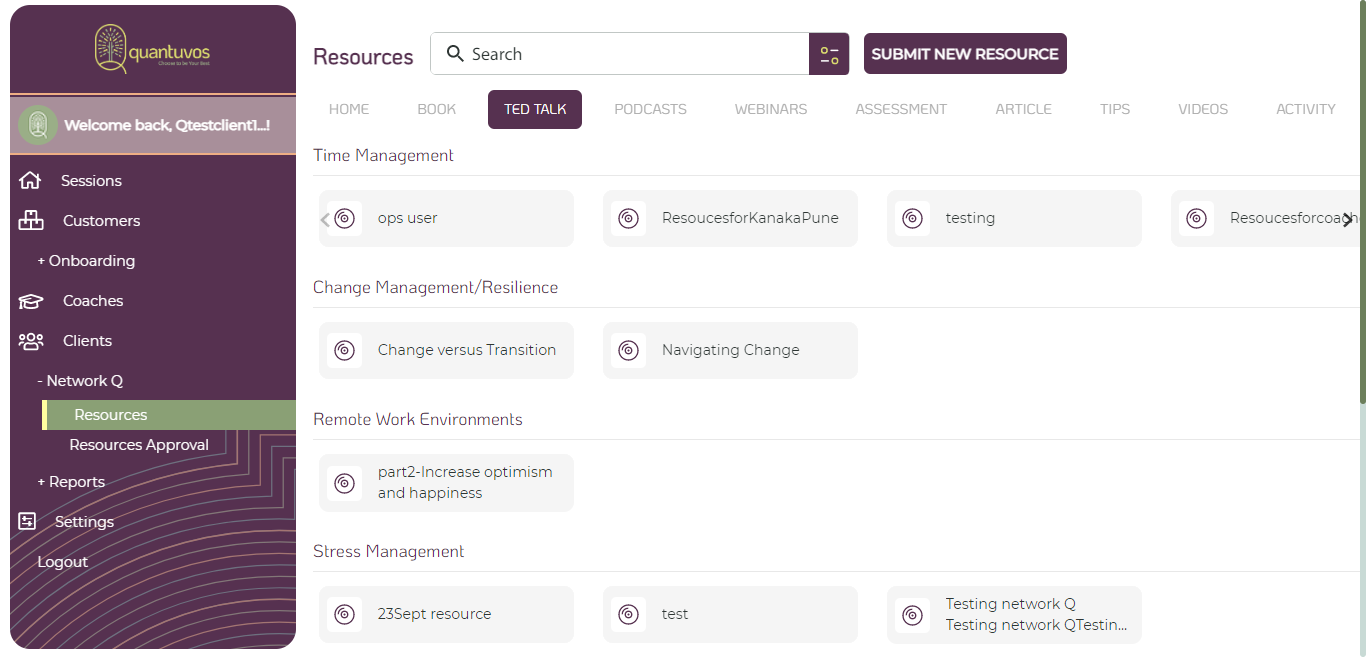 quantuvos
Choose to be Your Best
Welcome back, Qtestclient1...!
Sessions
Customers
+ Onboarding
Coaches
Clients
- Network Q
Resources
Resources Approval
+ Reports
Settings
Logout
Resources
Search
SUBMIT NEW RESOURCE
HOME BOOK TED TALK PODCASTS WEBINARS ASSESSMENT ARTICLE TIPS VIDEOS ACTIVITY
Time Management
ops user
ResoucesforKanakaPune
testing
Resoucesforcoach
Change Management/Resilience
Change versus Transition
Navigating Change
Remote Work Environments
part2-Increase optimism
and happiness
Stress Management
23Sept resource
test
Testing network Q
Testing network QTestin...